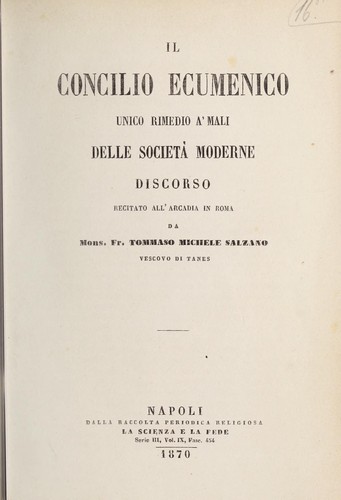 16.
IL
CONCILIO ECUMENICO
UNICO RIMEDIO A' MALI
DELLE SOCIETÀ MODERNE
DISCORSO
RECITATO ALL'ARCADIA IN ROMA
DA
Mons. Fr. TOMMASO MICHELE SALZANO
VESCOVO DI TANES
NAPOLI
DALLA RACCOLTA PERIODICA RELIGIOSA
LA SCIENZA E LA FEDE
Serie III, Vol. IX, Fasc. 454
1870